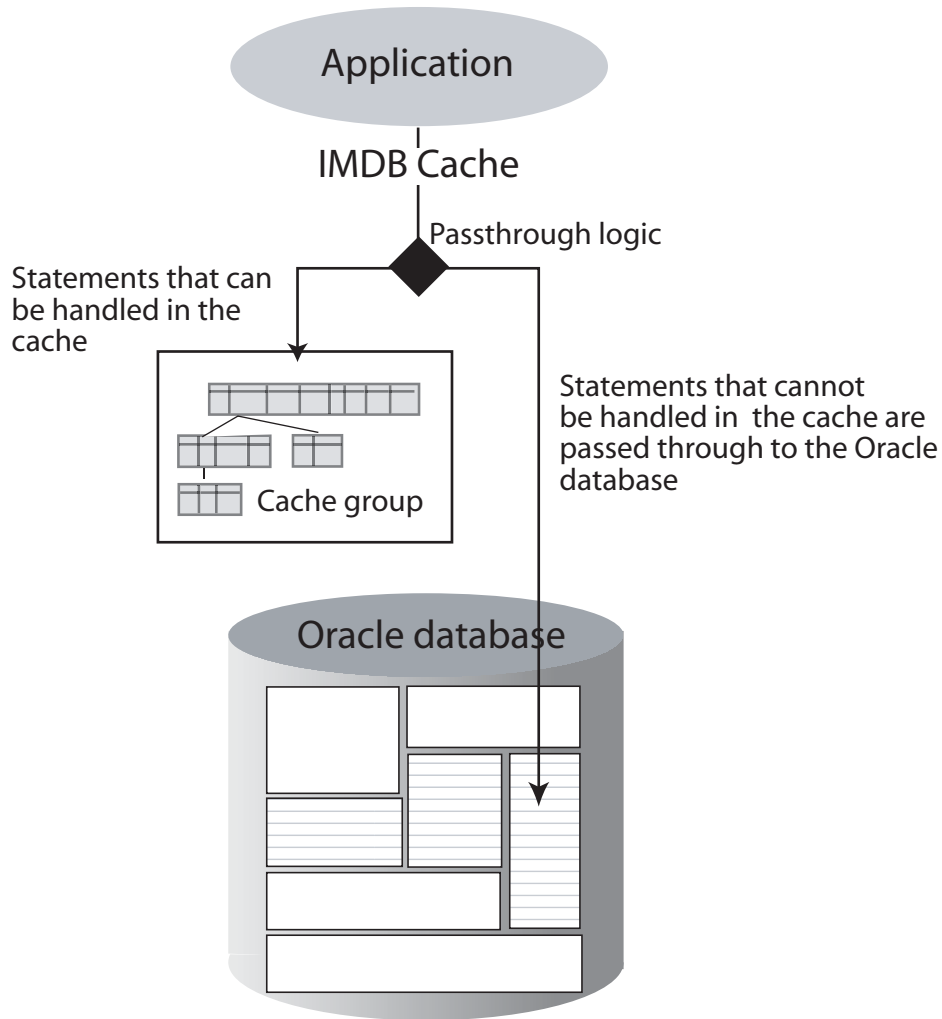 Application
IMDB Cache
Passthrough logic
Statements that can
be handled in the
cache
Statements that cannot
be handled in  the cache are
passed through to the Oracle
database
Cache group
Oracle database